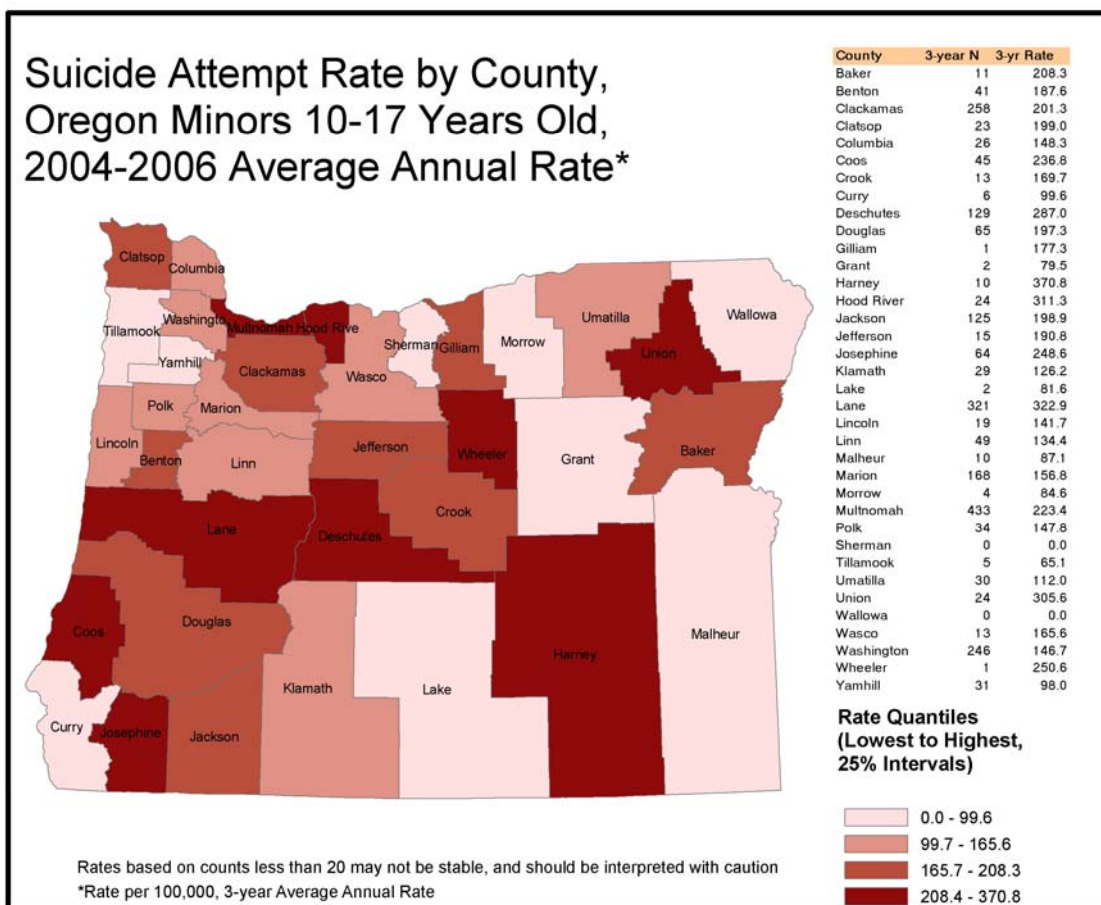 Suicide Attempt Rate by County,
Oregon Minors 10-17 Years Old,
2004-2006 Average Annual Rate*
County 3-year N 3-yr Rate
Baker 11 208.3
Benton 41 187.6
Clackamas 258 201.3
Clatsop 23 199.0
Columbia 26 148.3
Coos 45 236.8
Crook 13 169.7
Curry 6 99.6
Deschutes 129 287.0
Douglas 65 197.3
Gilliam 1 177.3
Grant 2 79.5
Harney 10 370.8
Hood River 24 311.3
Jackson 125 198.9
Jefferson 15 190.8
Josephine 64 248.6
Klamath 29 126.2
Lake 2 81.6
Lane 321 322.9
Lincoln 19 141.7
Linn 49 134.4
Malheur 10 87.1
Marion 168 156.8
Morrow 4 84.6
Multnomah 433 223.4
Polk 34 147.8
Sherman 0 0.0
Tillamook 5 65.1
Umatilla 30 112.0
Union 24 305.6
Wallowa 0 0.0
Wasco 13 165.6
Washington 246 146.7
Wheeler 1 250.6
Yamhill 31 98.0
Clatsop
Columbia
Tillamook
Washingto
Multnomah
Hood Rive
Sherman
Gilliam
Morrow
Umatilla
Union
Wallowa
Yamhill
Clackamas
Wasco
Polk
Marion
Lincoln
Benton
Linn
Jefferson
Wheeler
Grant
Baker
Lane
Deschutes
Crook
Coos
Douglas
Klamath
Lake
Harney
Malheur
Curry
Josephine
Jackson
Rate Quantiles
(Lowest to Highest,
25% Intervals)
0.0 - 99.6
99.7 - 165.6
165.7 - 208.3
208.4 - 370.8
Rates based on counts less than 20 may not be stable, and should be interpreted with caution
*Rate per 100,000, 3-year Average Annual Rate